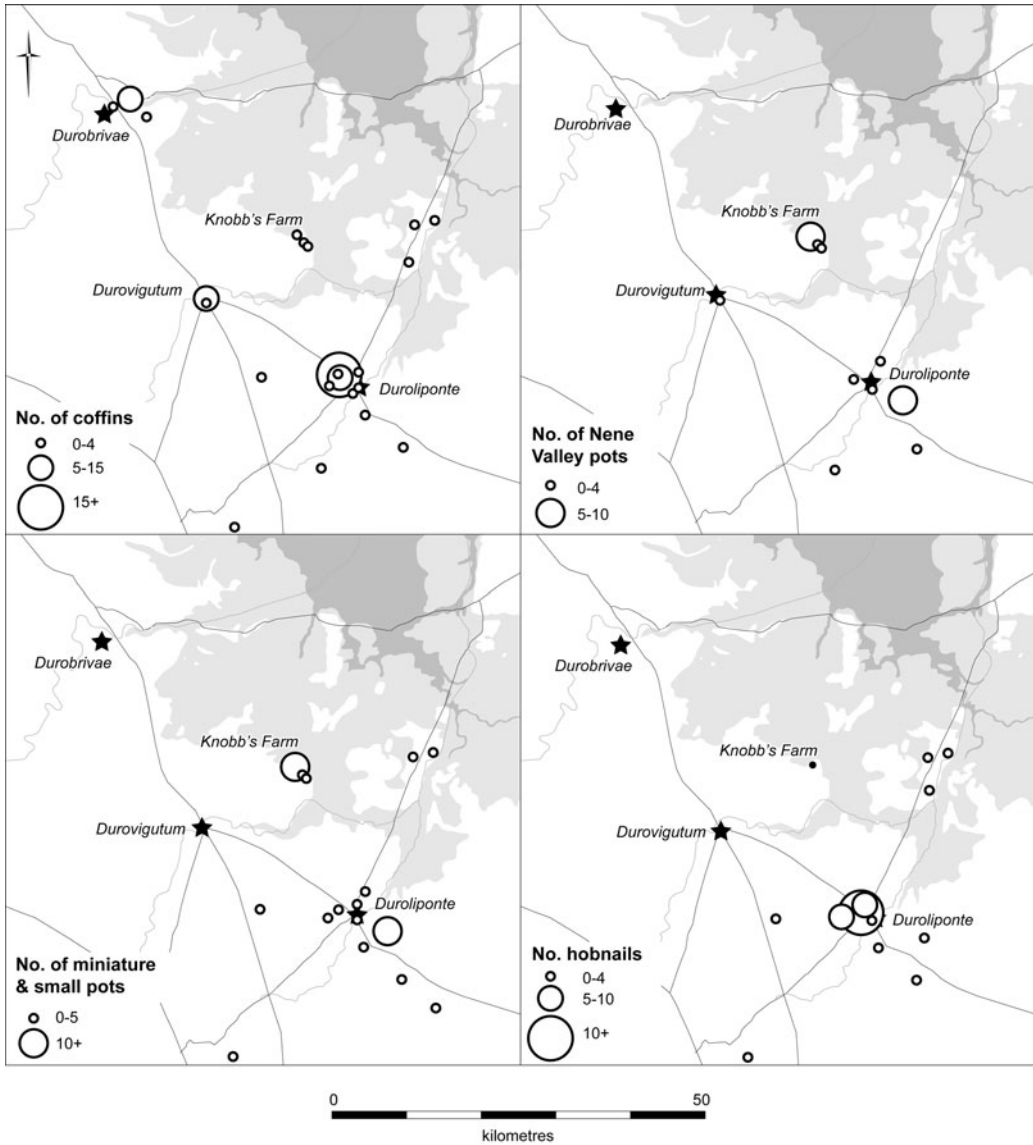 Durobrivae
Knobb's Farm
Durovigutum
Duroliponte
No. of coffins
0-4
5-15
15+
Durobrivae
Knobb's Farm
Durovigutum
Duroliponte
No. of Nene
Valley pots
0-4
5-10
Durobrivae
Knobb's Farm
Durovigutum
Duroliponte
No. of miniature
& small pots
0-5
10+
Durobrivae
Knobb's Farm
Durovigutum
Duroliponte
No. hobnails
0-4
5-10
10+
0 50
kilometres